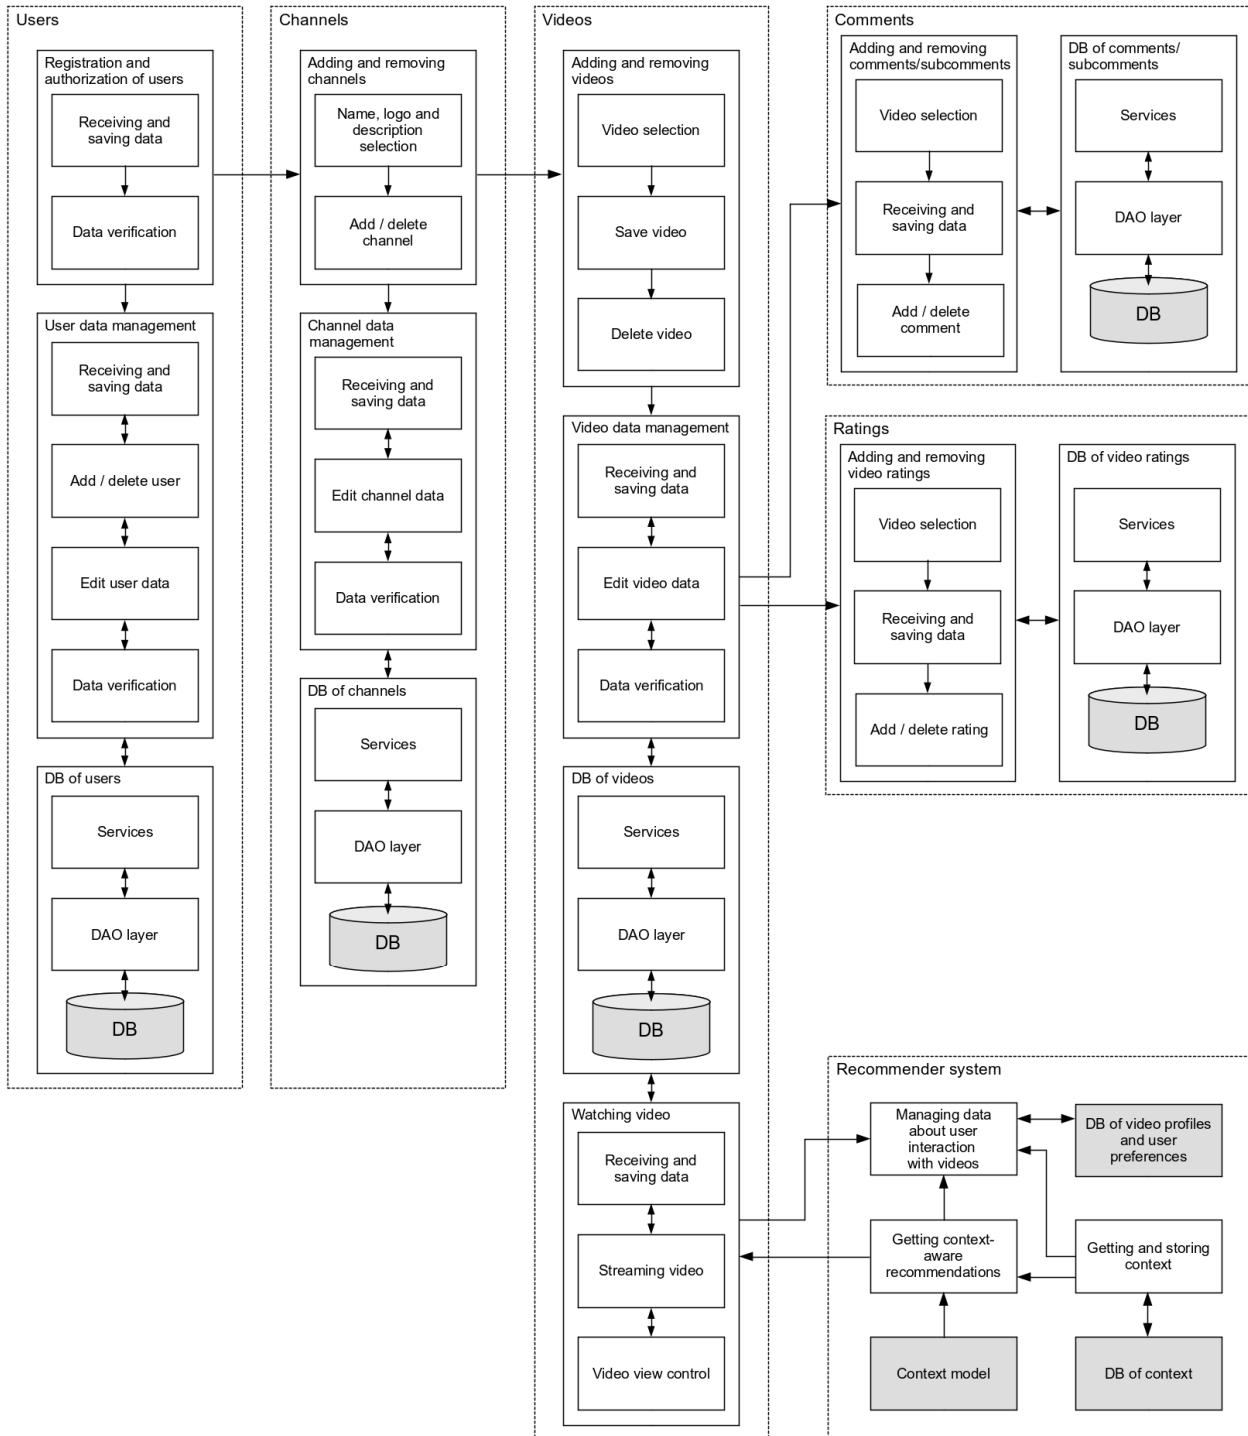 Users
Registration and
authorization of users
Receiving and
saving data
Data verification
User data management
Receiving and
saving data
Add / delete user
Edit user data
Data verification
DB of users
Services
DAO layer
DB
Channels
Adding and removing
channels
Name, logo and
description
selection
Add / delete
channel
Channel data
management
Receiving and
saving data
Edit channel data
Data verification
DB of channels
Services
DAO layer
DB
Videos
Adding and removing
videos
Video selection
Save video
Delete video
Video data management
Receiving and
saving data
Edit video data
Data verification
DB of videos
Services
DAO layer
DB
Watching video
Receiving and
saving data
Streaming video
Video view control
Comments
Adding and removing
comments/subcomments
Video selection
Receiving and
saving data
Add / delete
comment
DB of comments/
subcomments
Services
DAO layer
DB
Ratings
Adding and removing
video ratings
Video selection
Receiving and
saving data
Add / delete rating
DB of video ratings
Services
DAO layer
DB
Recommender system
Managing data
about user
interaction
with videos
DB of video profiles
and user
preferences
Getting context-
aware
recommendations
Getting and storing
context
Context model
DB of context